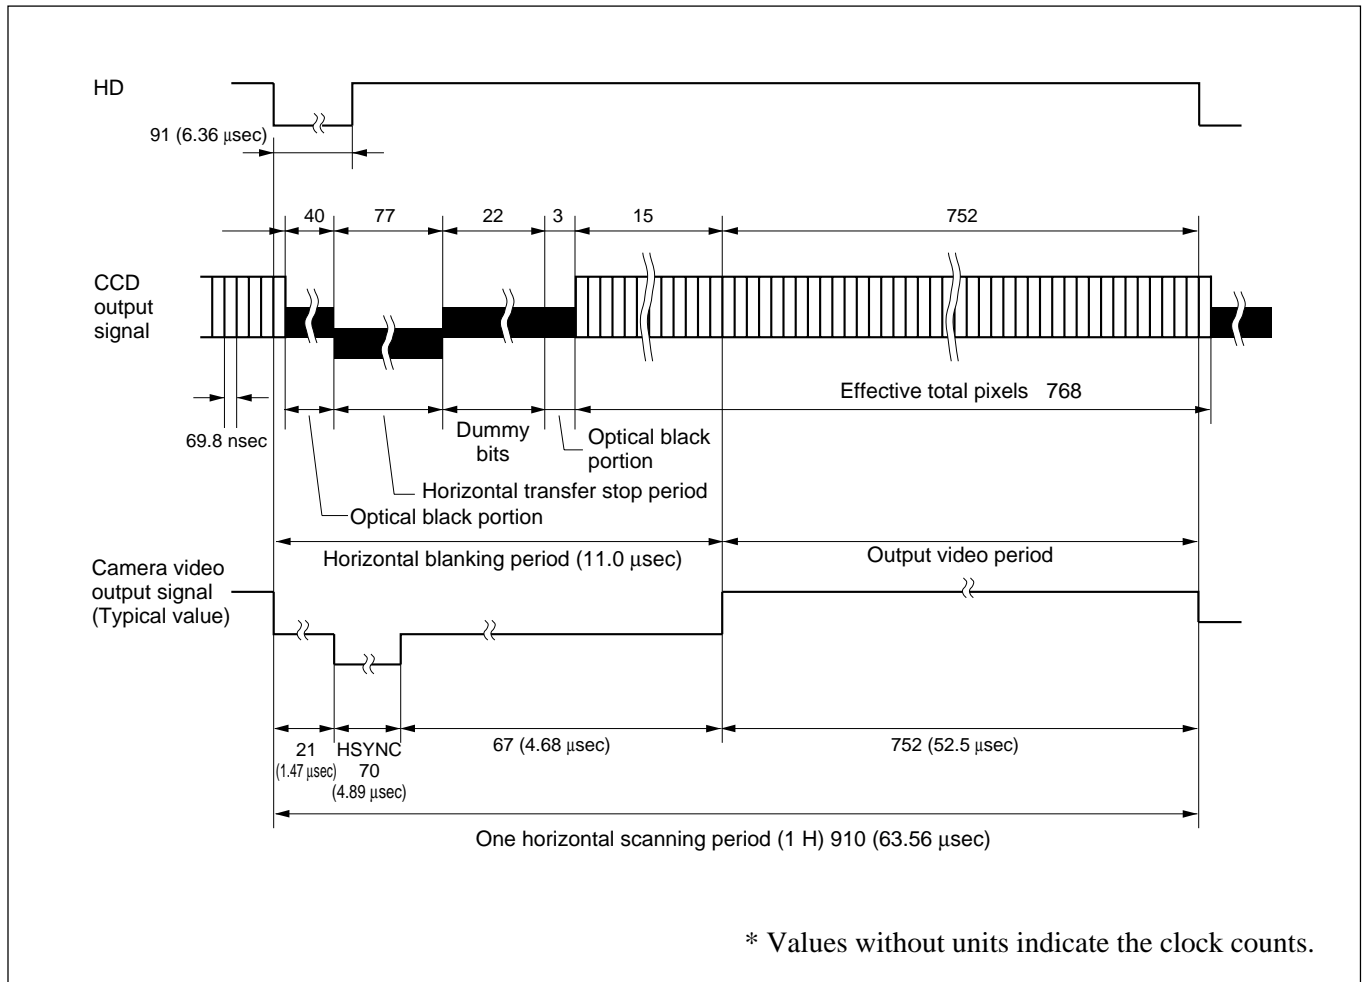 HD
91 (6.36 μsec)
40 77 22 3 15 752
CCD
output
signal
Effective total pixels 768
69.8 nsec
Dummy
bits
Optical black
portion
Horizontal transfer stop period
Optical black portion
Horizontal blanking period (11.0 μsec)
Output video period
Camera video
output signal
(Typical value)
21
(1.47 μsec)
HSYNC
70
(4.89 μsec)
67 (4.68 μsec)
752 (52.5 μsec)
One horizontal scanning period (1 H) 910 (63.56 μsec)
* Values without units indicate the clock counts.